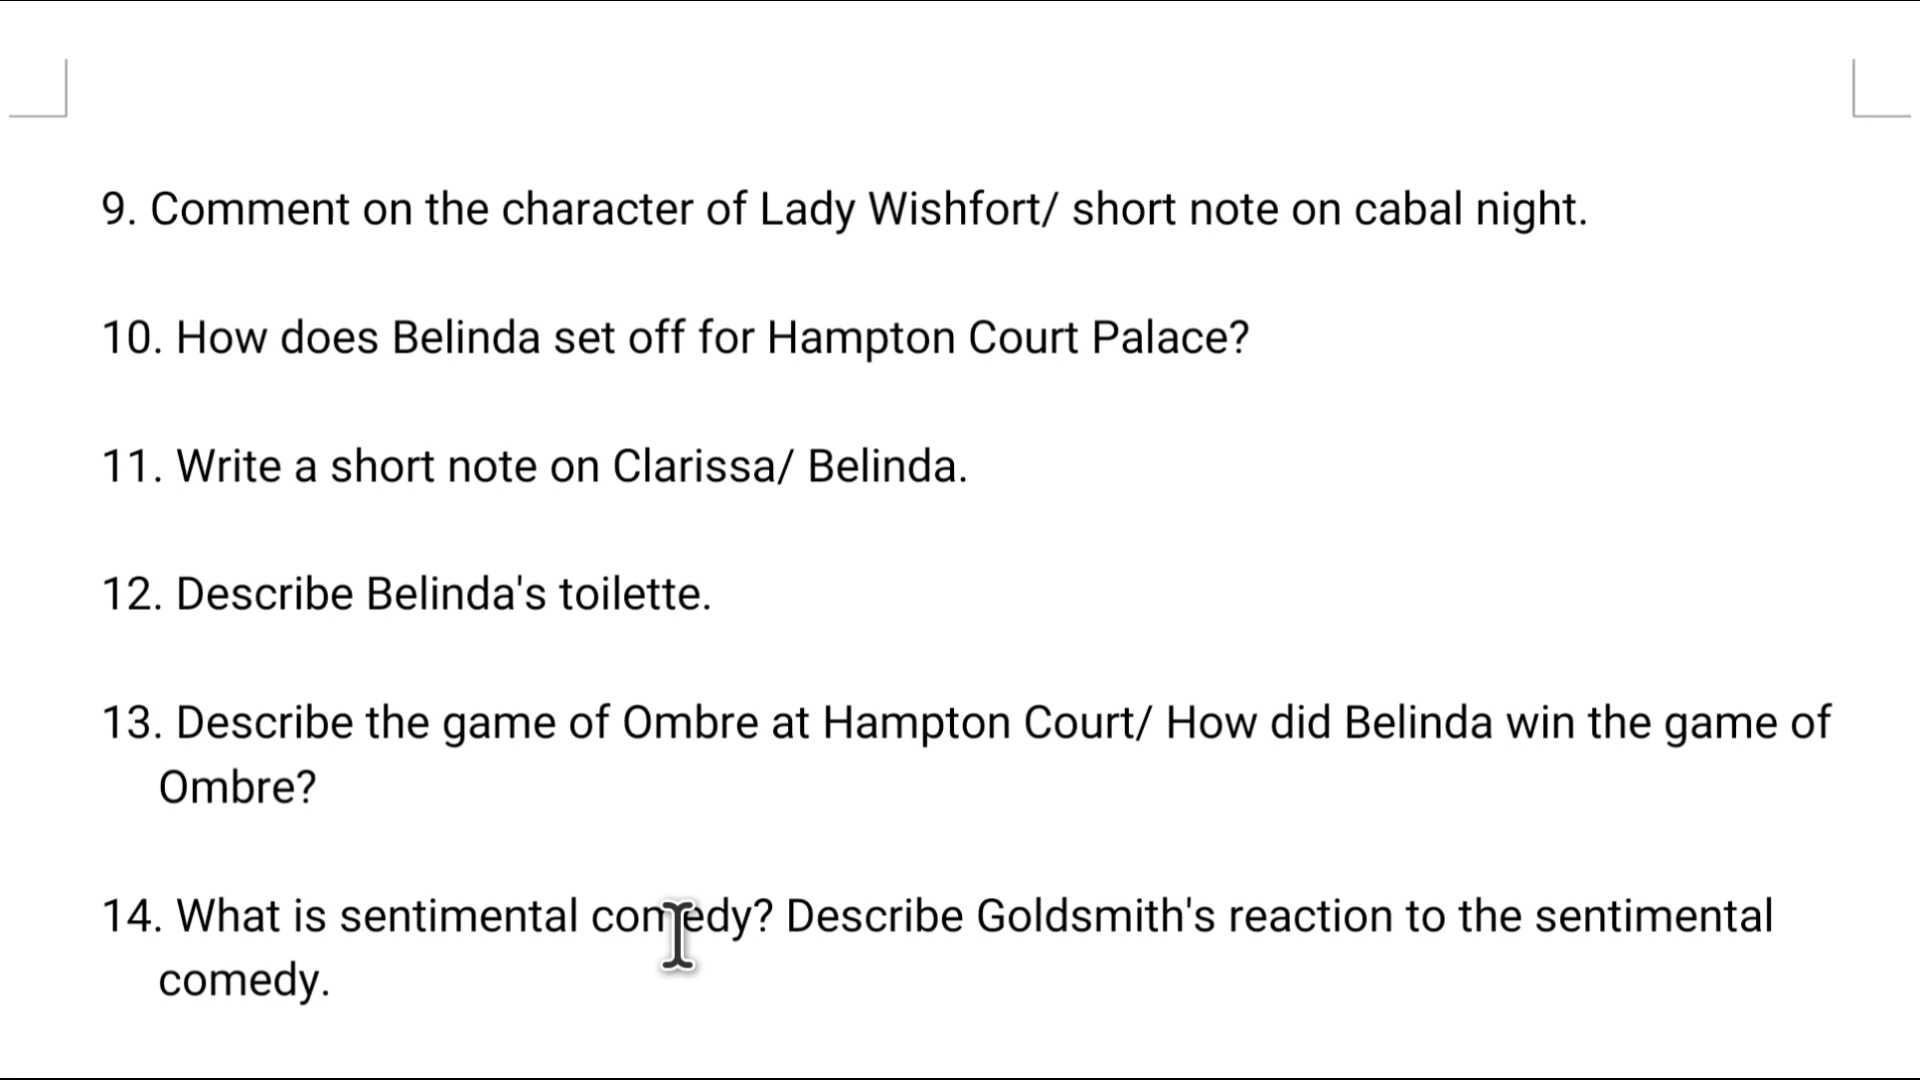 9. Comment on the character of Lady Wishfort/ short note on cabal night.
10. How does Belinda set off for Hampton Court Palace?
11. Write a short note on Clarissa/ Belinda.
12. Describe Belinda's toilette.
13. Describe the game of Ombre at Hampton Court/ How did Belinda win the game of
Ombre?
14. What is sentimental comedy? Describe Goldsmith's reaction to the sentimental
comedy.